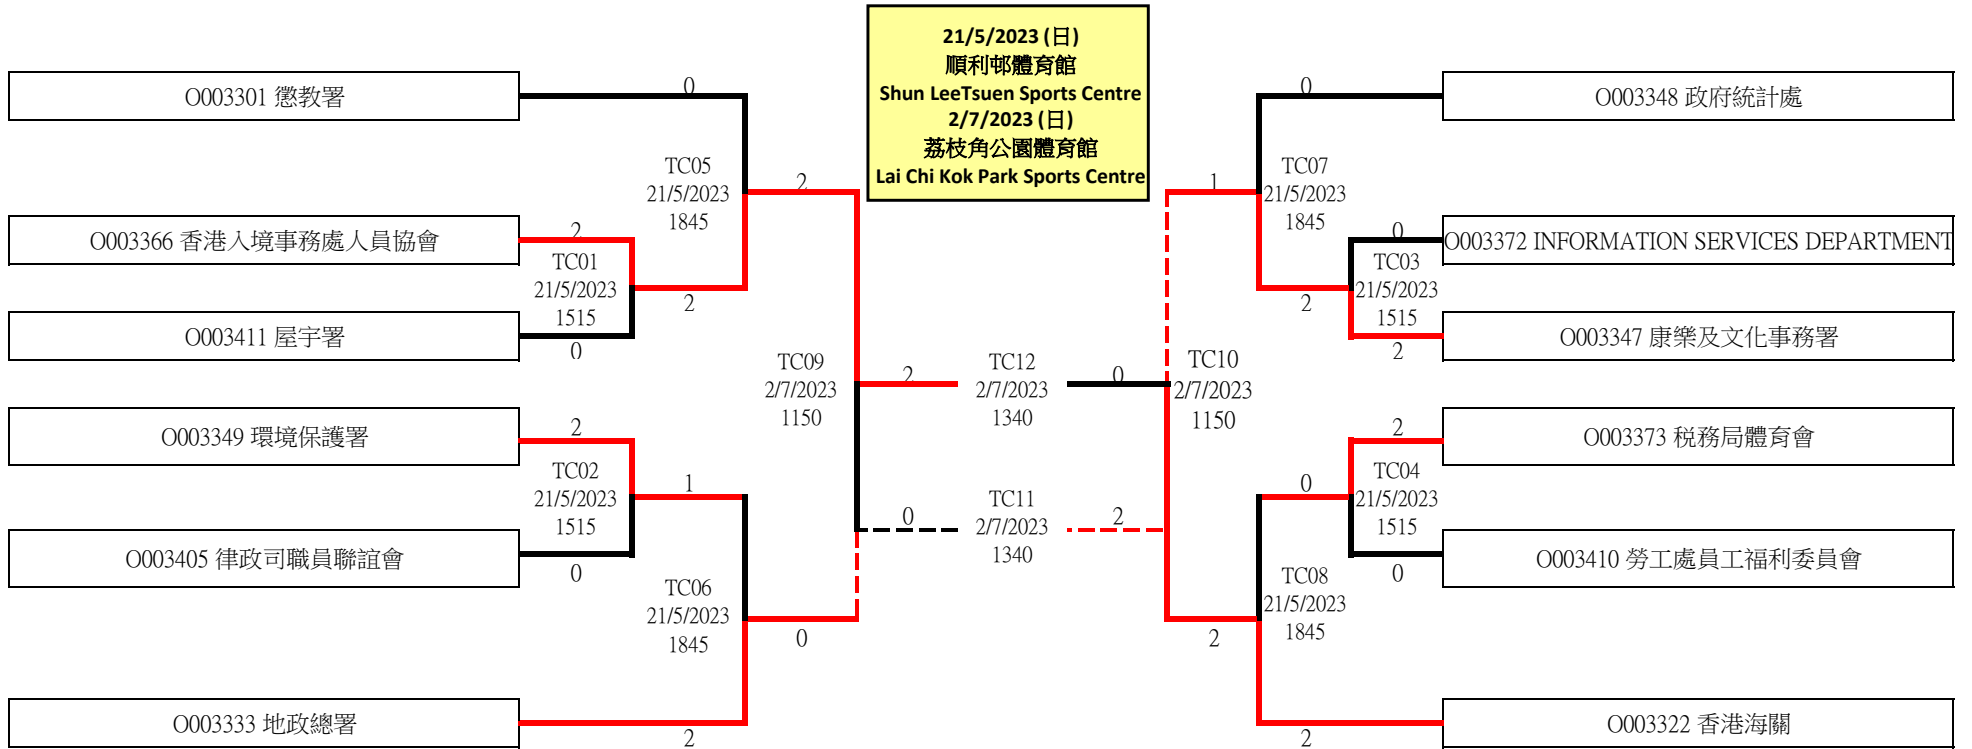 21/5/2023 (日)
順利邨體育館
Shun LeeTsuen Sports Centre
2/7/2023 (日)
荔枝角公園體育館
Lai Chi Kok Park Sports Centre
O003301 懲教署
0
TC05
21/5/2023
1845
2
O003366 香港入境事務處人員協會
2
TC01
21/5/2023
1515
2
O003411 屋宇署
0
TC09
2/7/2023
1150
2
O003349 環境保護署
2
TC02
21/5/2023
1515
1
O003405 律政司職員聯誼會
0
TC06
21/5/2023
1845
0
O003333 地政總署
2
TC12
2/7/2023
1340
0
0
TC11
2/7/2023
1340
2
0
O003348 政府統計處
1
TC07
21/5/2023
1845
0
O003372 INFORMATION SERVICES DEPARTMENT
TC03
21/5/2023
1515
2
2
O003347 康樂及文化事務署
TC10
2/7/2023
1150
2
O003373 税務局體育會
0
TC04
21/5/2023
1515
0
O003410 勞工處員工福利委員會
TC08
21/5/2023
1845
2
2
O003322 香港海關